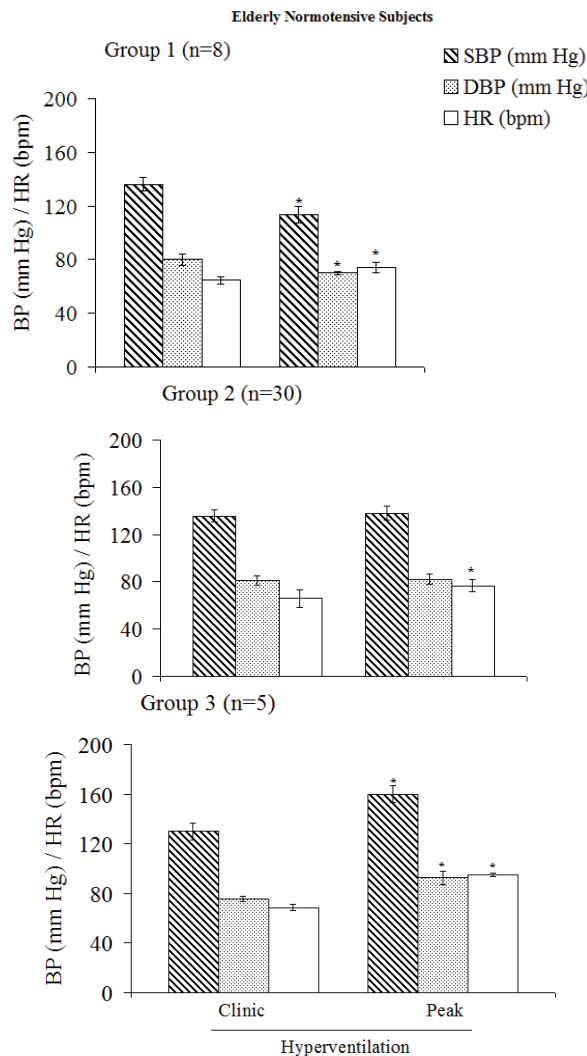 Elderly Normotensive Subjects
Group 1 (n=8)
SBP (mm Hg)
DBP (mm Hg)
HR (bpm)
BP (mm Hg) / HR (bpm)
200
160
120
80
40
0
*
*
*
Group 2 (n=30)
BP (mm Hg) / HR (bpm)
200
160
120
80
40
0
*
Group 3 (n=5)
BP (mm Hg) / HR (bpm)
200
160
120
80
40
0
*
*
*
Clinic
Peak
Hyperventilation